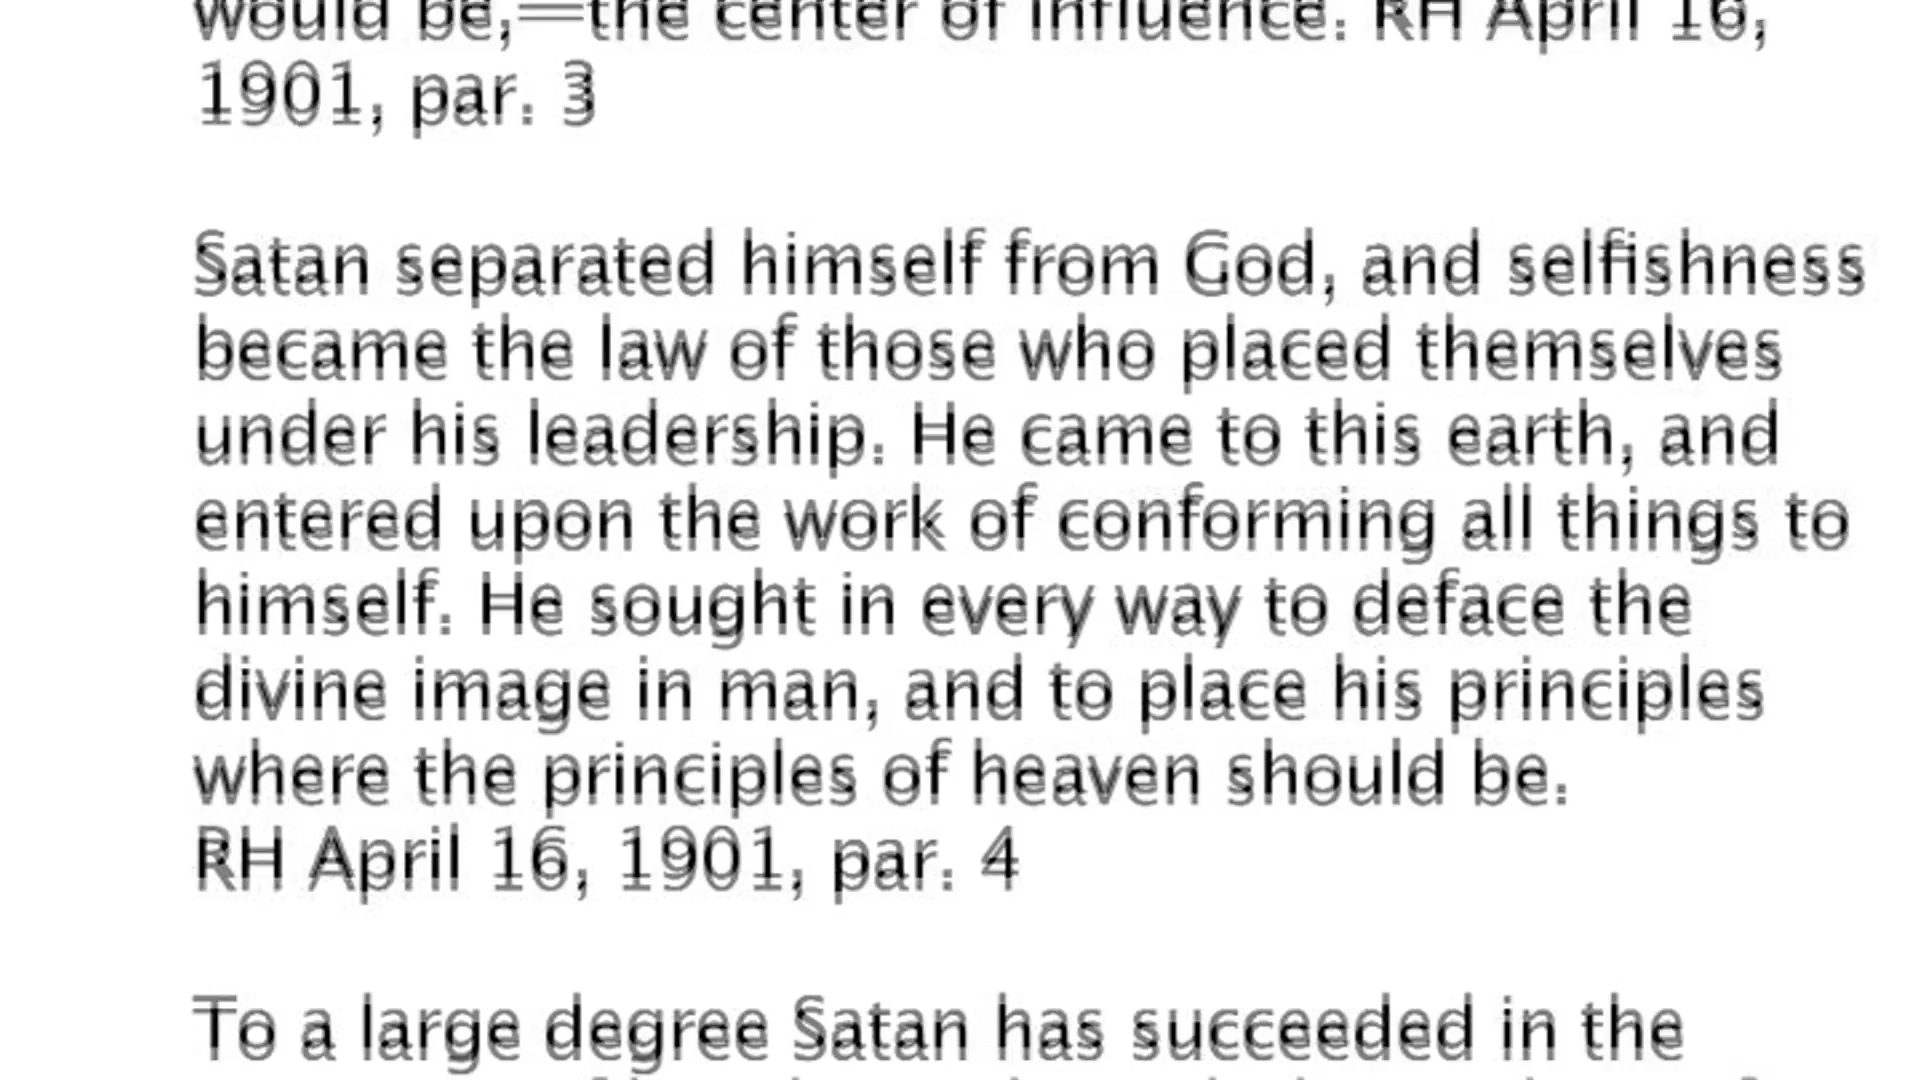 would be,—the center of influence. RH April 16,
1901, par. 3
Satan separated himself from God, and selfishness
became the law of those who placed themselves
under his leadership. He came to this earth, and
entered upon the work of conforming all things to
himself. He sought in every way to deface the
divine image in man, and to place his principles
where the principles of heaven should be.
RH April 16, 1901, par. 4
To a large degree Satan has succeeded in the